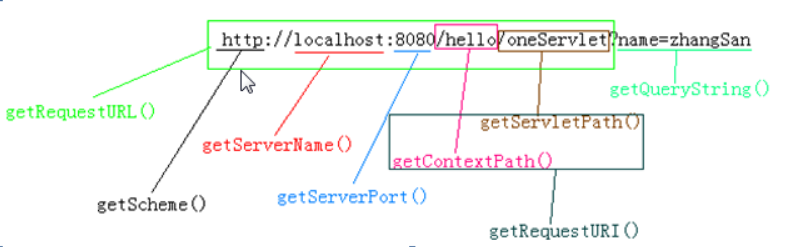 http://localhost:8080/hello/oneServlet?name=zhangSan
getQueryString()
getRequestURL()
getServletPath()
getServerName()
getContextPath()
getServerPort()
getScheme()
getRequestURI()